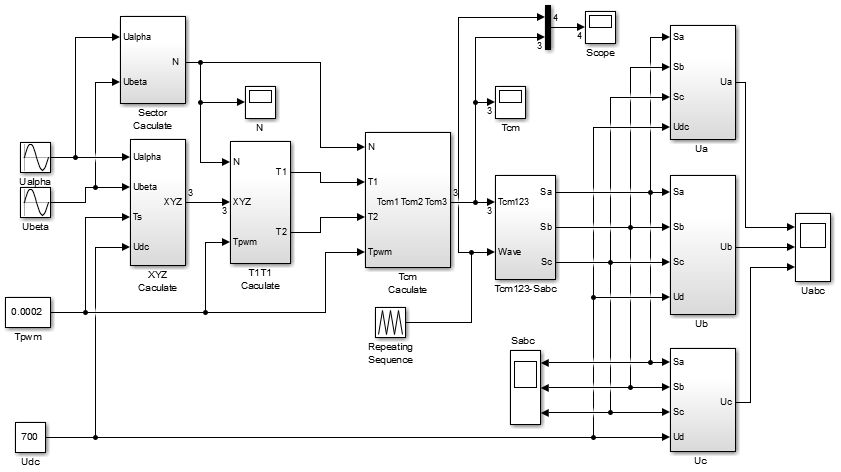 4
4
3
Scope
Ualpha
Ubeta
N
Sector
Caculate
N
3
Tcm
Sa
Sb
Sc
Udc
Ua
Ua
Ualpha
Ubeta
Ualpha
Ubeta
Ts
Udc
XYZ
3
XYZ
Caculate
N
XYZ
3
Tpwm
T1
T2
T1T1
Caculate
N
T1
T2
Tpwm
Tcm1 Tcm2 Tcm3
3
Tcm
Caculate
3
Tcm123
Wave
Sa
Sb
Sc
Tcm123-Sabc
Sa
Sb
Sc
Ud
Ub
Ub
Uabc
0.0002
Tpwm
Repeating
Sequence
Sabc
Sa
Sb
Sc
Ud
Uc
Uc
700
Udc